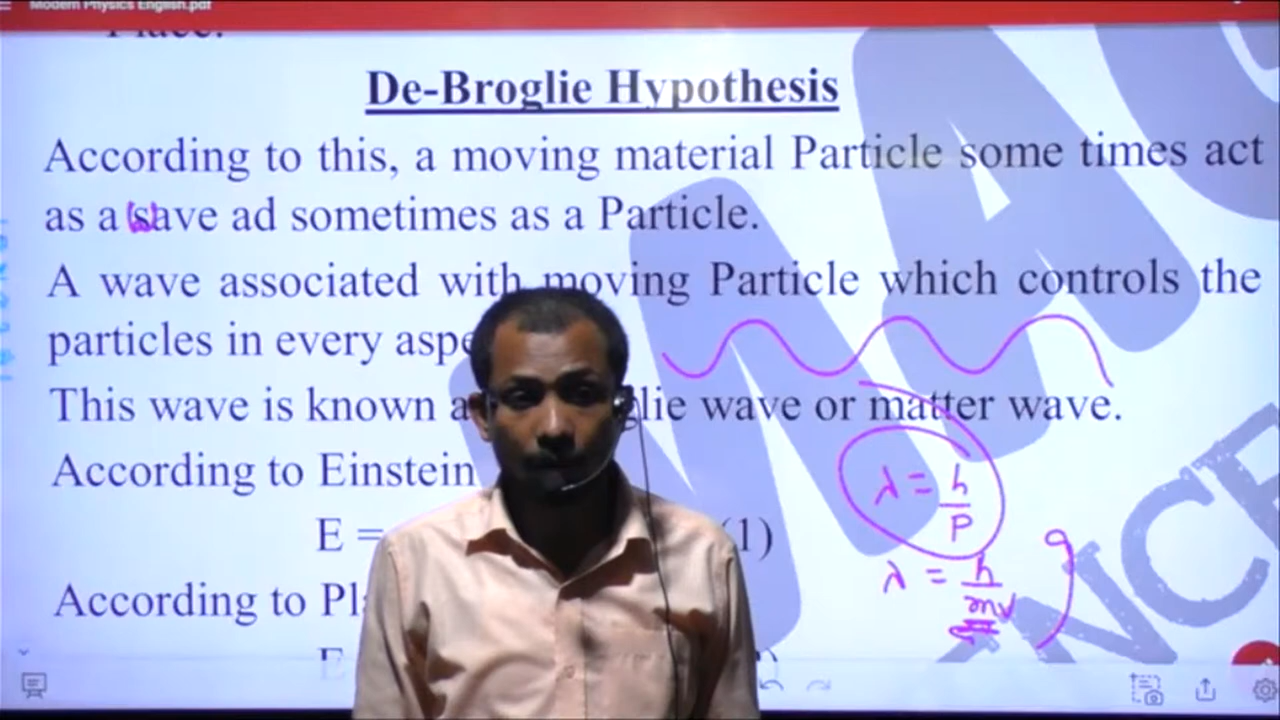 Modern Physics English.pdf
Place.
De-Broglie Hypothesis
According to this, a moving material Particle some times act
as a save ad sometimes as a Particle.
w
A wave associated with moving Particle which controls the
particles in every aspe
This wave is known a lie wave or matter wave.
λ = h/P
According to Einstein
E = (1)
λ = h/mv
According to Pl
E